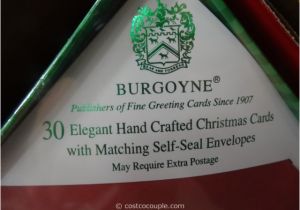 BURGOYNE®
Publishers of Fine Greeting Cards Since 1907
30 Elegant Hand Crafted Christmas Cards
with Matching Self-Seal Envelopes
May Require Extra Postage
© costcocouple.com